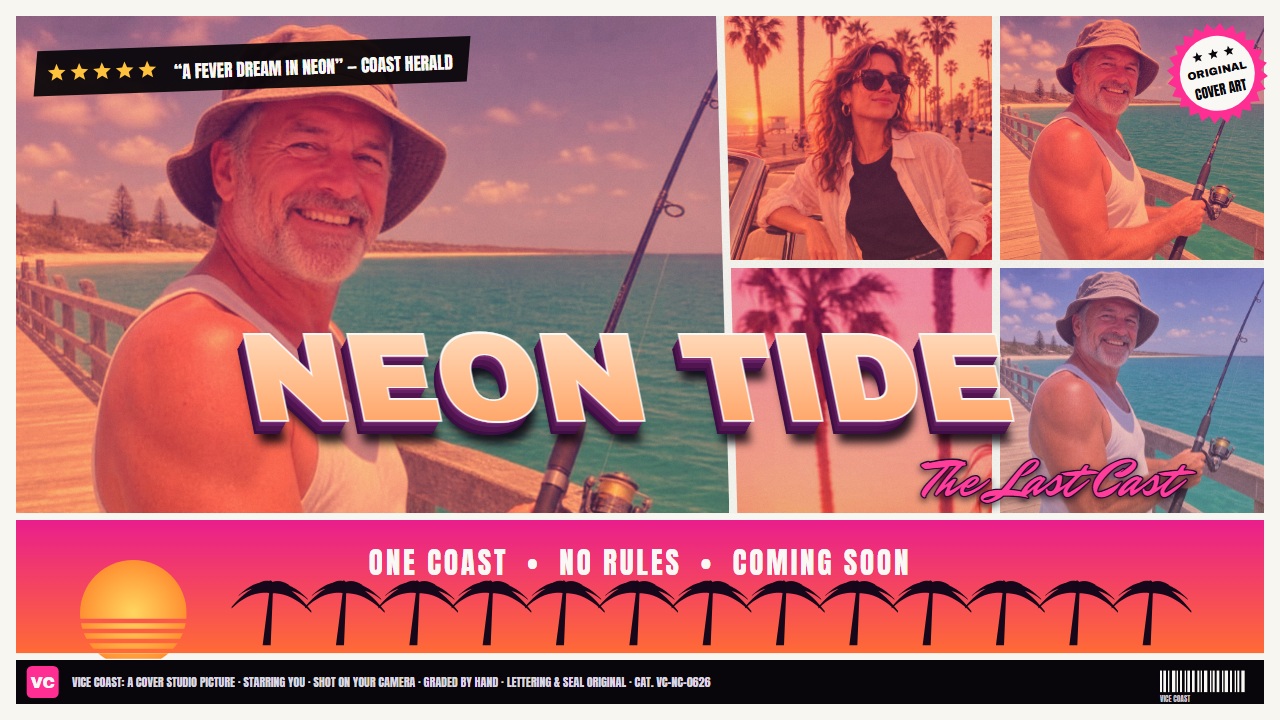 ★★★★★ “A FEVER DREAM IN NEON” – COAST HERALD
★ ★ ★
ORIGINAL
COVER ART
NEON TIDE
The Last Cast
ONE COAST • NO RULES • COMING SOON
VC
VICE COAST: A COVER STUDIO PICTURE · STARRING YOU · SHOT ON YOUR CAMERA · GRADED BY HAND · LETTERING & SEAL ORIGINAL · CAT. VC-NC-0626
VICE COAST